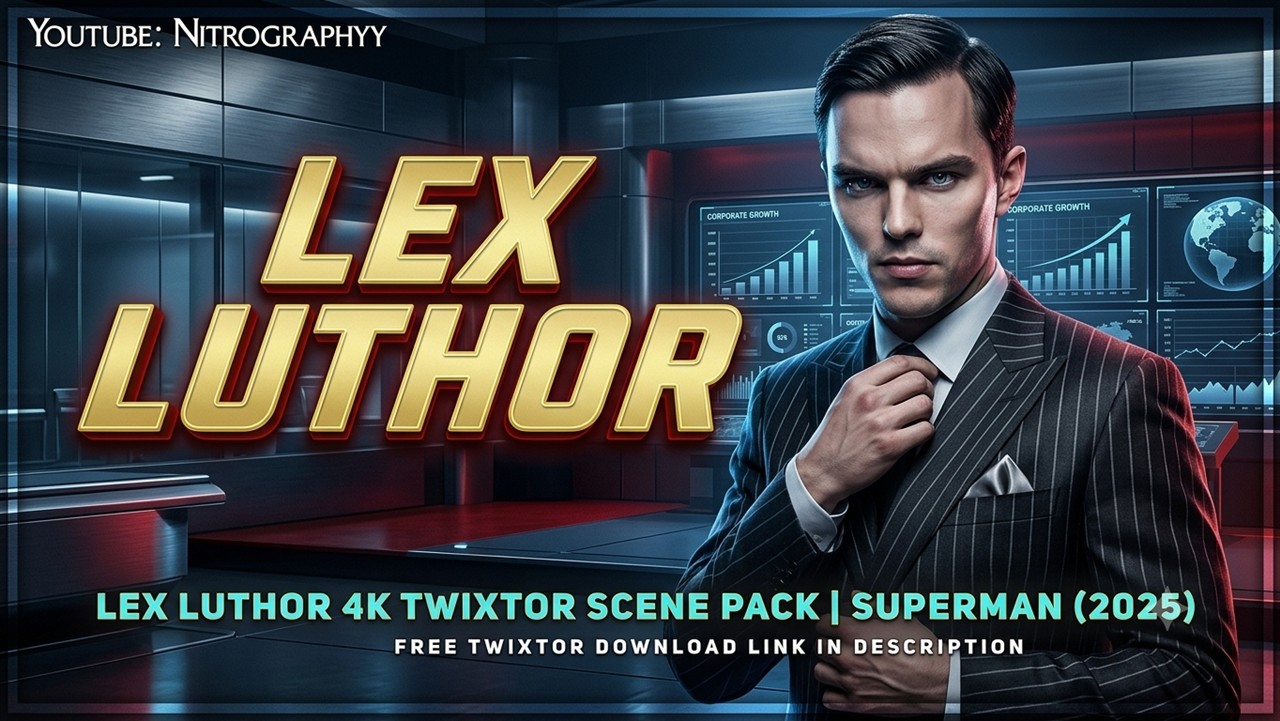 YOUTUBE: NITROGRAPHYY
LEX
LUTHOR
CORPORATE GROWTH
CORPORATE GROWTH
LEX LUTHOR 4K TWIXTOR SCENE PACK | SUPERMAN (2025)
FREE TWIXTOR DOWNLOAD LINK IN DESCRIPTION